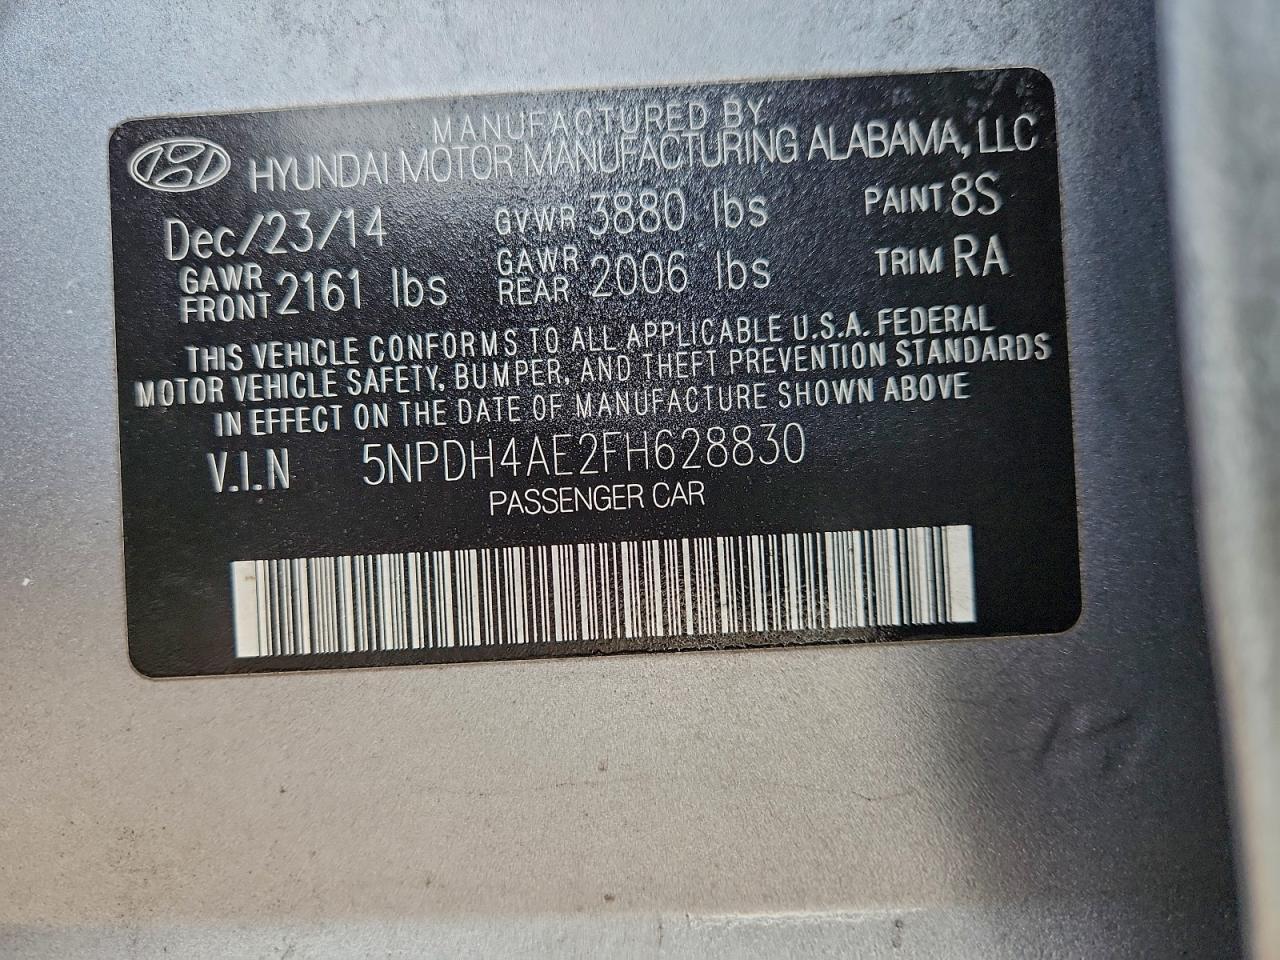 MANUFACTURED BY
HYUNDAI MOTOR MANUFACTURING ALABAMA, LLC
Dec/23/14 GVWR 3880 lbs PAINT 8S
GAWR FRONT 2161 lbs GAWR REAR 2006 lbs TRIM RA
THIS VEHICLE CONFORMS TO ALL APPLICABLE U.S.A. FEDERAL
MOTOR VEHICLE SAFETY, BUMPER, AND THEFT PREVENTION STANDARDS
IN EFFECT ON THE DATE OF MANUFACTURE SHOWN ABOVE
V.I.N 5NPDH4AE2FH628830
PASSENGER CAR